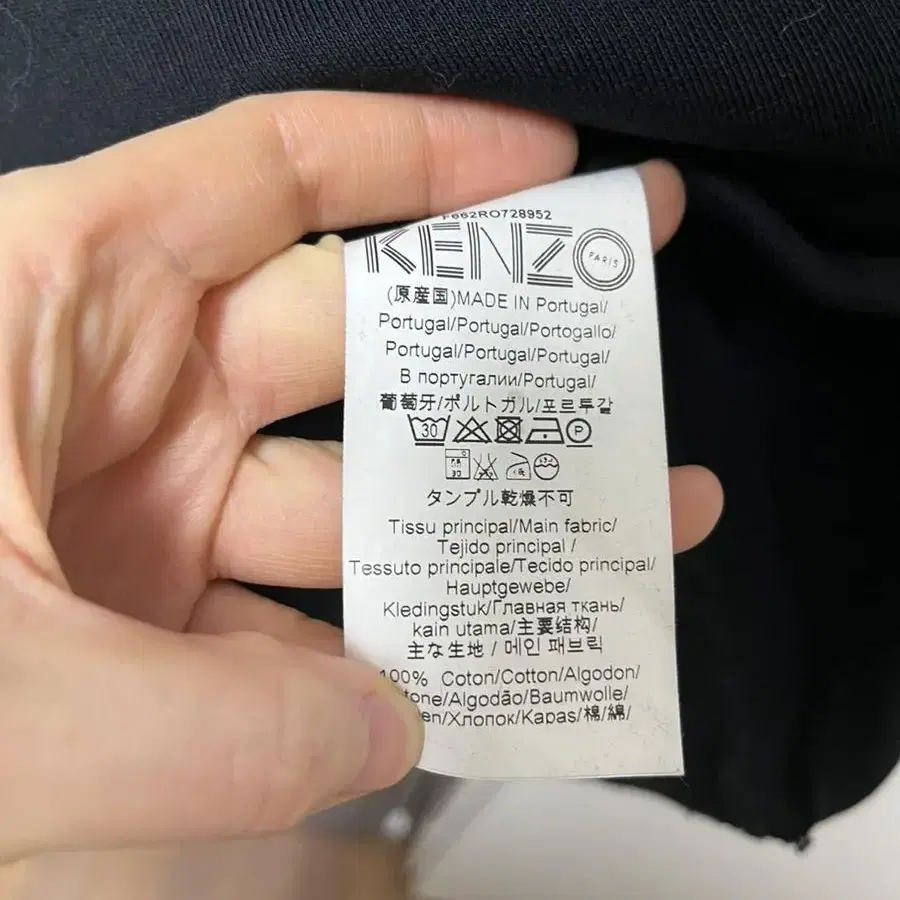 F662RO728952
KENZO
PARIS
(原産国)MADE IN Portugal/
Portugal/Portugal/Portogallo/
Portugal/Portugal/Portugal/
В португалии/Portugal/
葡萄牙/ポルトガル/포르투갈
30 P
30
タンブル乾燥不可
Tissu principal/Main fabric/
Tejido principal /
Tessuto principale/Tecido principal/
Hauptgewebe/
Kledingstuk/Главная ткань/
kain utama/主要结构/
主な生地 / 메인 패브릭
100% Coton/Cotton/Algodon/
tone/Algodão/Baumwolle/
en/Хлопок/Kapas/棉/綿/